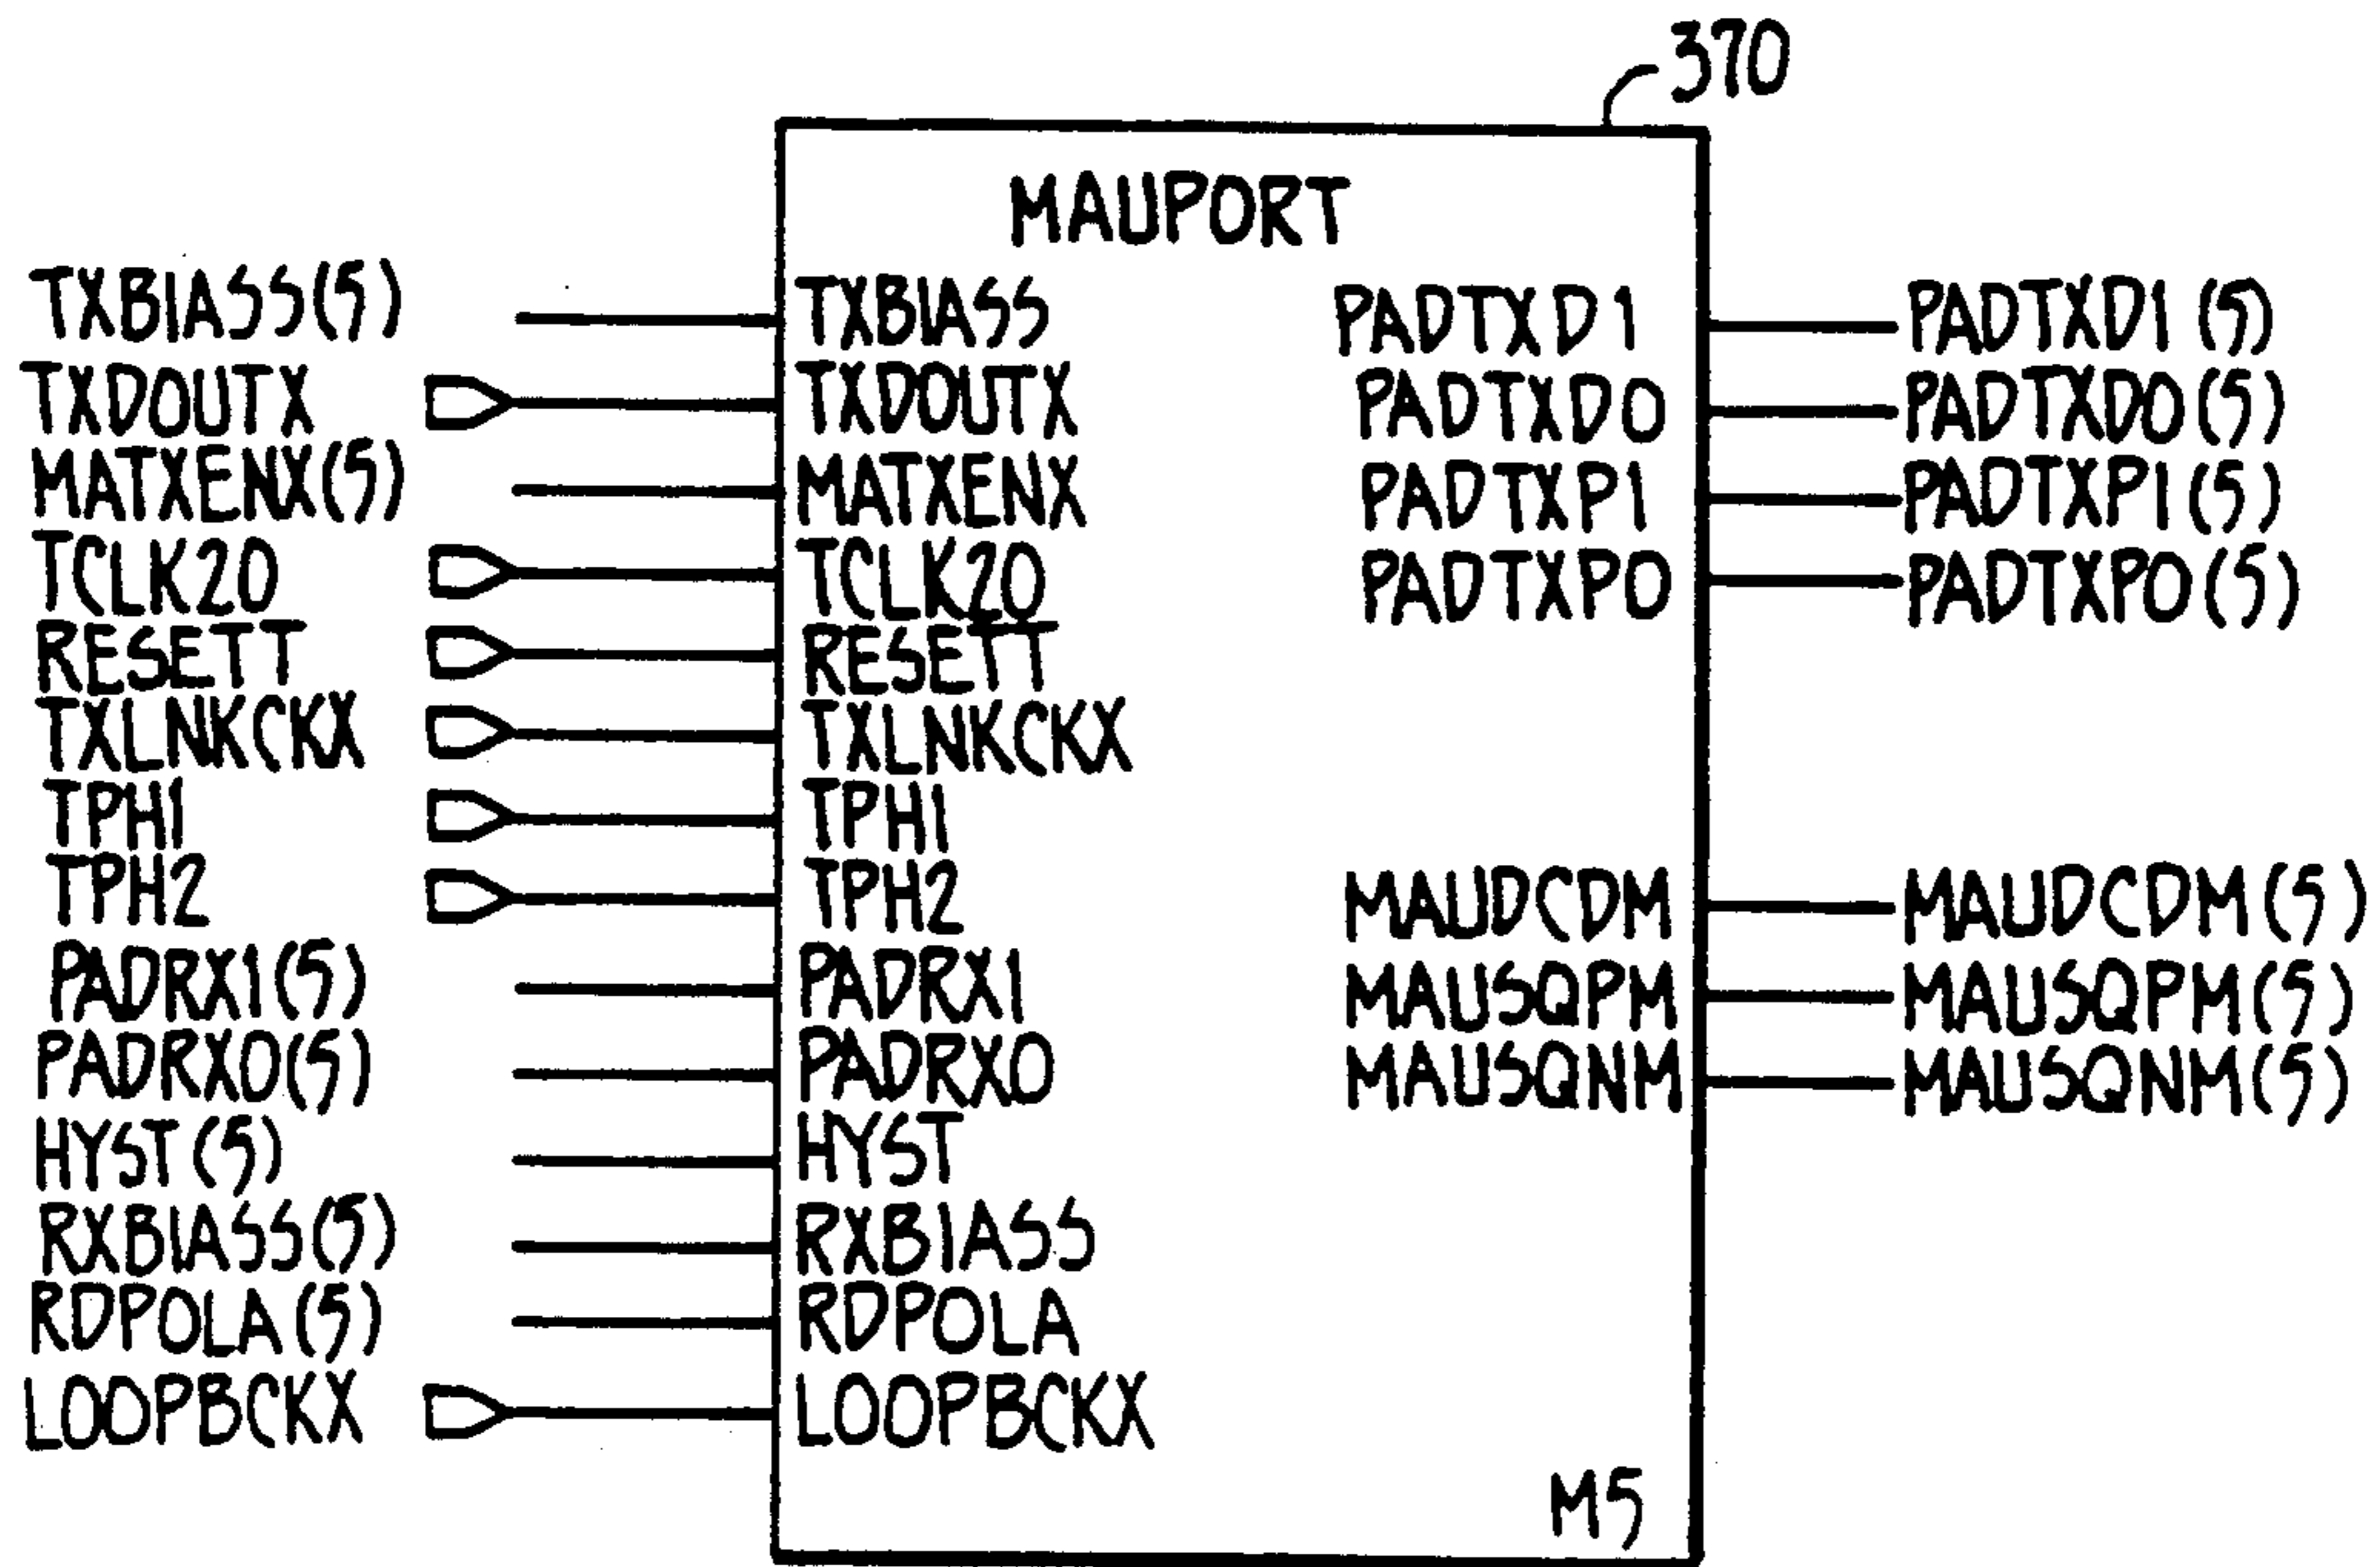 370
MAUPORT
TXBIASS(5) TXBIASS PADTXD1 PADTXD1(5)
TXDOUTX TXDOUTX PADTXD0 PADTXD0(5)
MATXENX(5) MATXENX PADTXP1 PADTXP1(5)
TCLK20 TCLK20 PADTXP0 PADTXP0(5)
RESETT RESETT
TXLNKCKX TXLNKCKX
TPH1 TPH1
TPH2 TPH2 MAUDCDM MAUDCDM(5)
PADRX1(5) PADRX1 MAUSQPM MAUSQPM(5)
PADRX0(5) PADRX0 MAUSQNM MAUSQNM(5)
HYST(5) HYST
RXBIASS(5) RXBIASS
RDPOLA(5) RDPOLA
LOOPBCKX LOOPBCKX
M5